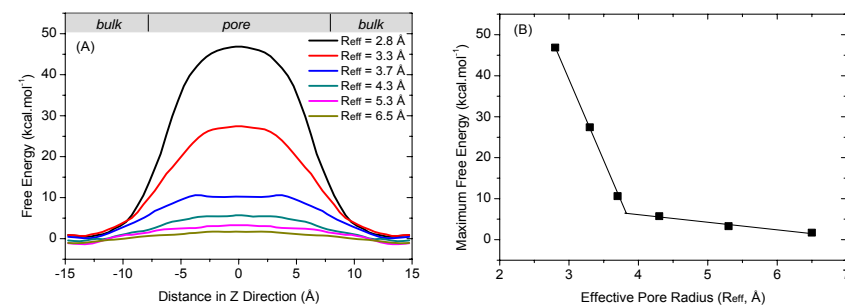 bulk pore bulk
(A)
Reff = 2.8 Å
Reff = 3.3 Å
Reff = 3.7 Å
Reff = 4.3 Å
Reff = 5.3 Å
Reff = 6.5 Å
50
40
30
20
10
0
-15 -10 -5 0 5 10 15
Free Energy (kcal.mol⁻¹)
Distance in Z Direction (Å)
(B)
50
40
30
20
10
0
2 3 4 5 6 7
Maximum Free Energy (kcal.mol⁻¹)
Effective Pore Radius (Reff, Å)